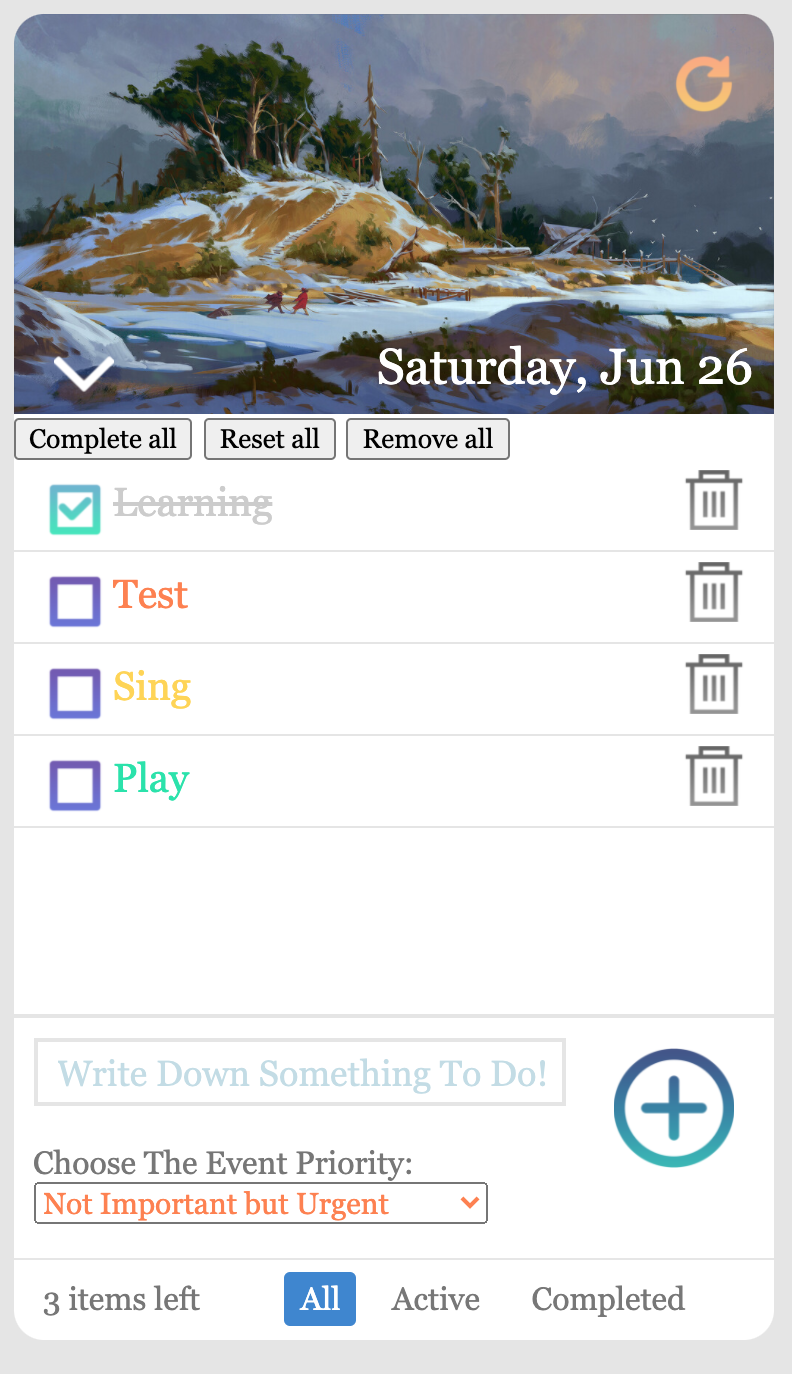 Saturday, Jun 26
Complete all Reset all Remove all
Learning
Test
Sing
Play
Write Down Something To Do!
Choose The Event Priority:
Not Important but Urgent
3 items left All Active Completed